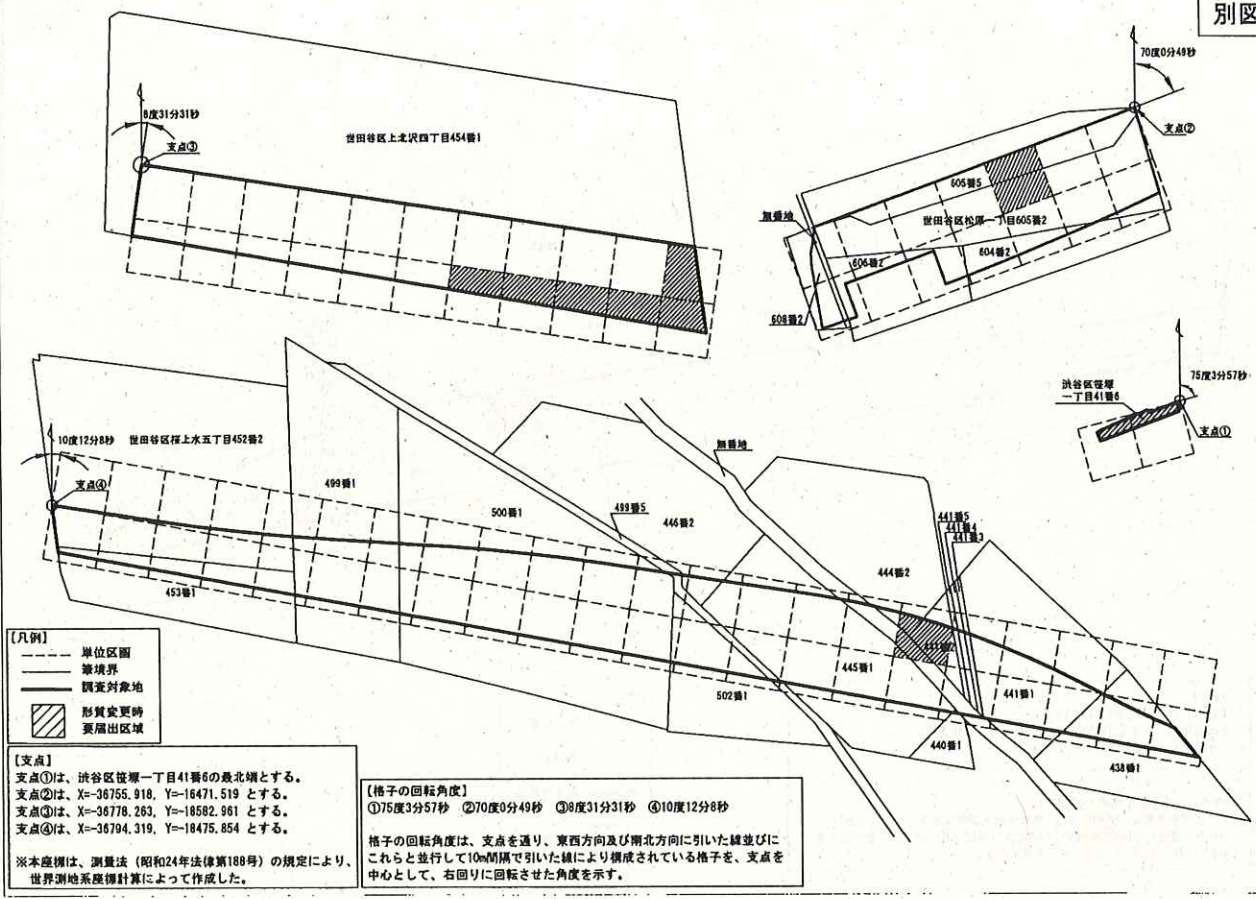 別図
70度0分49秒
支点②
8度31分31秒
支点③
世田谷区上北沢四丁目454番1
605番5
世田谷区松原一丁目605番2
無番地
606番2
604番2
608番2
75度3分57秒
渋谷区笹塚
一丁目41番6
支点①
10度12分8秒
世田谷区桜上水五丁目452番2
支点④
499番1
500番1
499番5
446番2
無番地
441番5
441番4
441番3
444番2
453番1
445番1
441番1
502番1
440番1
438番1
【凡例】
単位区画
筆境界
調査対象地
形質変更時
要届出区域
【支点】
支点①は、渋谷区笹塚一丁目41番6の最北端とする。
支点②は、X=-36755.918, Y=-16471.519 とする。
支点③は、X=-36778.263, Y=-18582.961 とする。
支点④は、X=-36794.319, Y=-18475.854 とする。
※本座標は、測量法（昭和24年法律第188号）の規定により、
世界測地系座標計算によって作成した。
【格子の回転角度】
①75度3分57秒 ②70度0分49秒 ③8度31分31秒 ④10度12分8秒
格子の回転角度は、支点を通り、東西方向及び南北方向に引いた線並びに
これらと並行して10m間隔で引いた線により構成されている格子を、支点を
中心として、右回りに回転させた角度を示す。